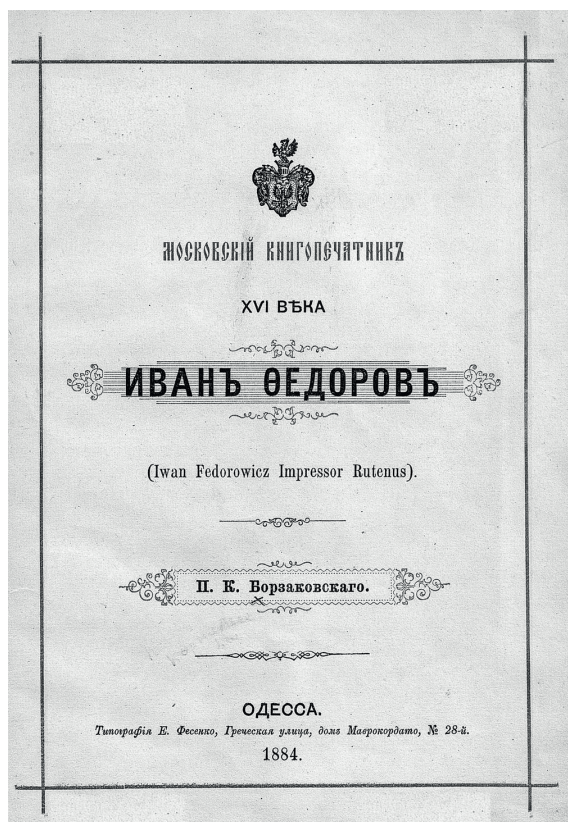 МОСКОВСКІЙ КНИГОПЕЧАТНИКЪ
XVI ВѢКА
ИВАНЪ ѲЕДОРОВЪ
(Iwan Fedorowicz Impressor Rutenus).
П. К. Борзаковскаго.
ОДЕССА.
Типографія Е. Фесенко, Греческая улица, домъ Маврокордато, № 28-й.
1884.